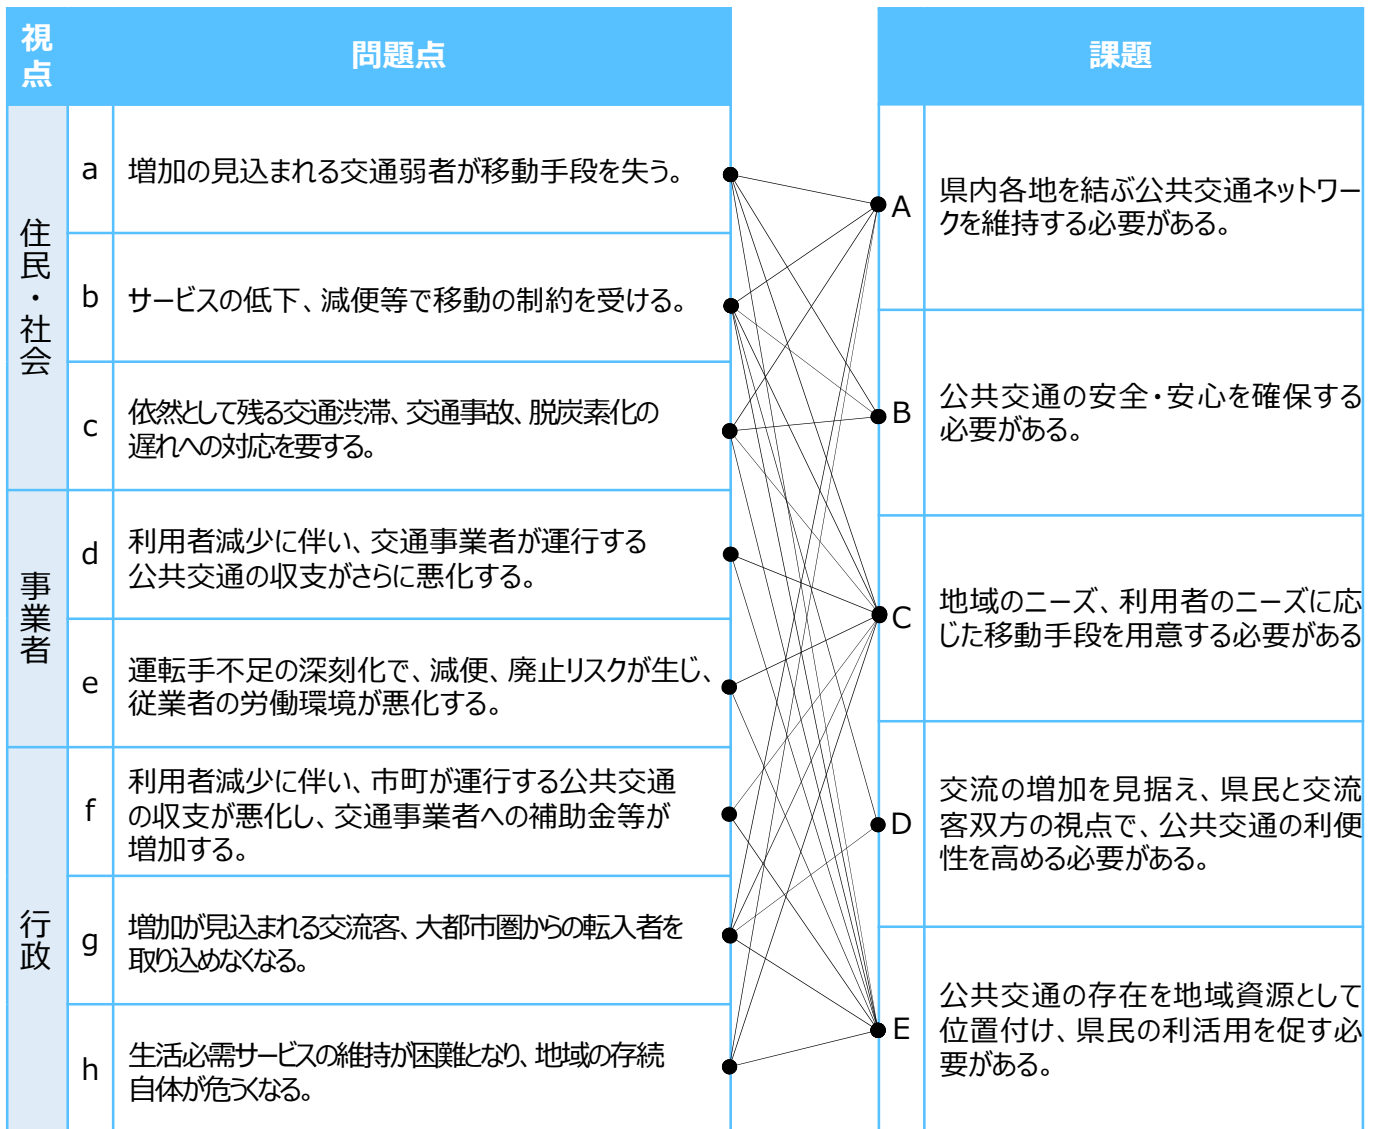 視点
問題点
課題
住民・社会
a
増加の見込まれる交通弱者が移動手段を失う。
b
サービスの低下、減便等で移動の制約を受ける。
c
依然として残る交通渋滞、交通事故、脱炭素化の
遅れへの対応を要する。
事業者
d
利用者減少に伴い、交通事業者が運行する
公共交通の収支がさらに悪化する。
e
運転手不足の深刻化で、減便、廃止リスクが生じ、
従業者の労働環境が悪化する。
行政
f
利用者減少に伴い、市町が運行する公共交通
の収支が悪化し、交通事業者への補助金等が
増加する。
g
増加が見込まれる交流客、大都市圏からの転入者を
取り込めなくなる。
h
生活必需サービスの維持が困難となり、地域の存続
自体が危うくなる。
A
県内各地を結ぶ公共交通ネットワー
クを維持する必要がある。
B
公共交通の安全・安心を確保する
必要がある。
C
地域のニーズ、利用者のニーズに応
じた移動手段を用意する必要がある
D
交流の増加を見据え、県民と交流
客双方の視点で、公共交通の利便
性を高める必要がある。
E
公共交通の存在を地域資源として
位置付け、県民の利活用を促す必
要がある。